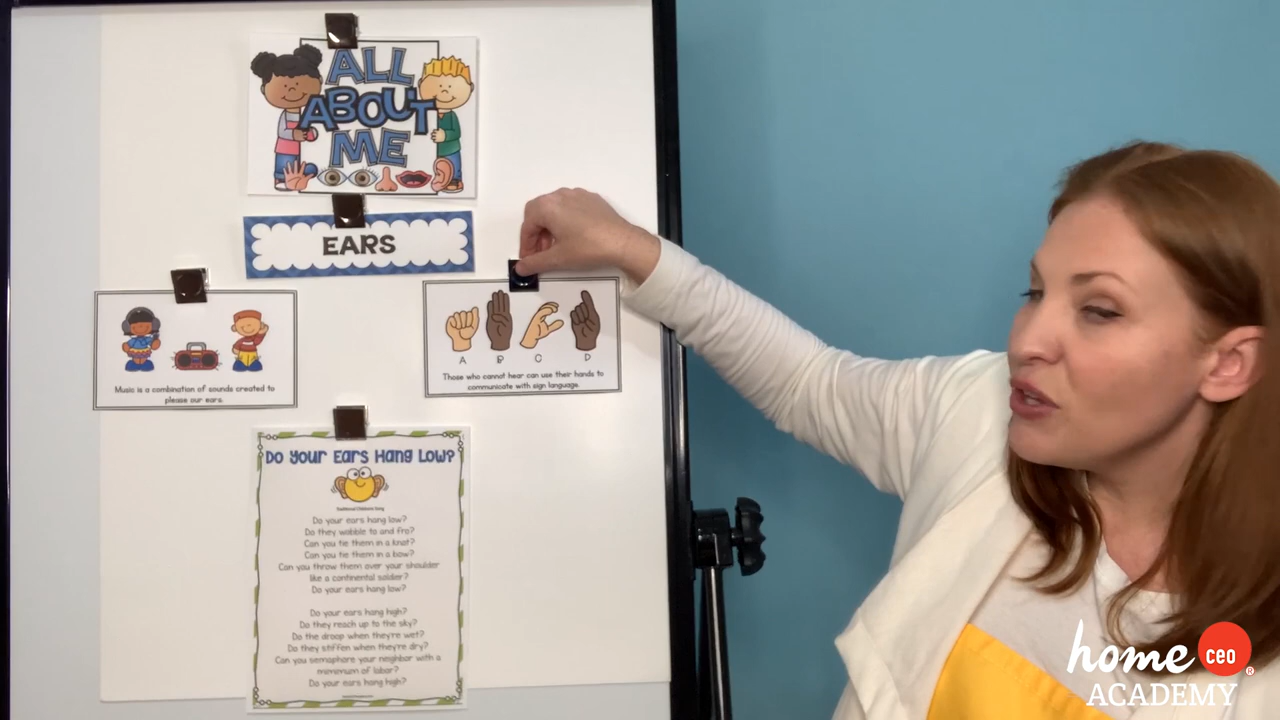 ALL
ABOUT
ME
EARS
Music is a combination of sounds created to
please our ears.
A B C D
Those who cannot hear can use their hands to
communicate with sign language.
Do Your Ears Hang Low?
Traditional Children's Song
Do your ears hang low?
Do they wobble to and fro?
Can you tie them in a knot?
Can you tie them in a bow?
Can you throw them over your shoulder
like a continental soldier?
Do your ears hang low?
Do your ears hang high?
Do they reach up to the sky?
Do the droop when they're wet?
Do they stiffen when they're dry?
Can you semaphore your neighbor with a
minimum of labor?
Do your ears hang high?
home CEO ®
ACADEMY